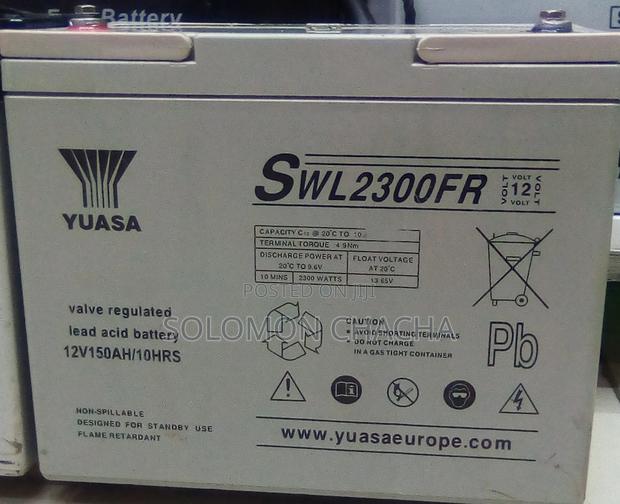 Battery
YUASA
SWL2300FR
VOLT
VOLT 12 VOLT
VOLT
CAPACITY C10 @ 20°C TO
TERMINAL TORQUE 4.9Nm
DISCHARGE POWER AT 20°C TO 9.6V
FLOAT VOLTAGE AT 20°C
10 MINS 2300 WATTS 13.65V
POSTED ON JIJI
SOLOMON CHACHA
valve regulated
lead acid battery
12V150AH/10HRS
CAUTION
AVOID SHORTING TERMINALS
DO NOT CHARGE
IN A GAS TIGHT CONTAINER
Pb
NON-SPILLABLE
DESIGNED FOR STANDBY USE
FLAME RETARDANT
www.yuasaeurope.com